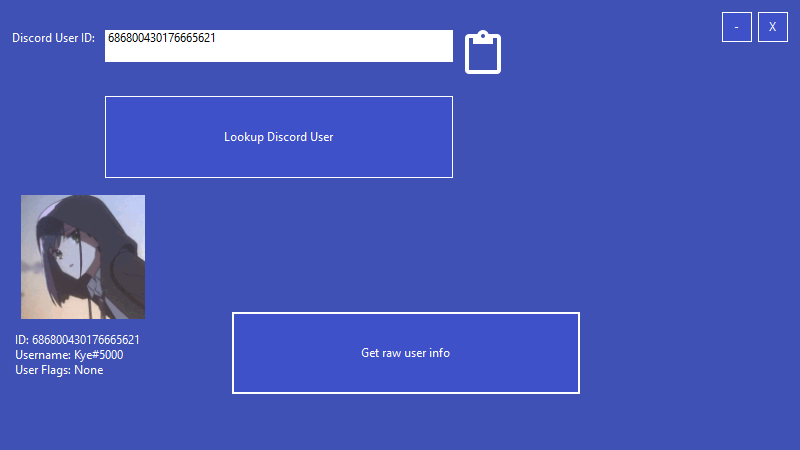 Discord User ID: 686800430176665621
- X
Lookup Discord User
ID: 686800430176665621
Username: Kye#5000
User Flags: None
Get raw user info